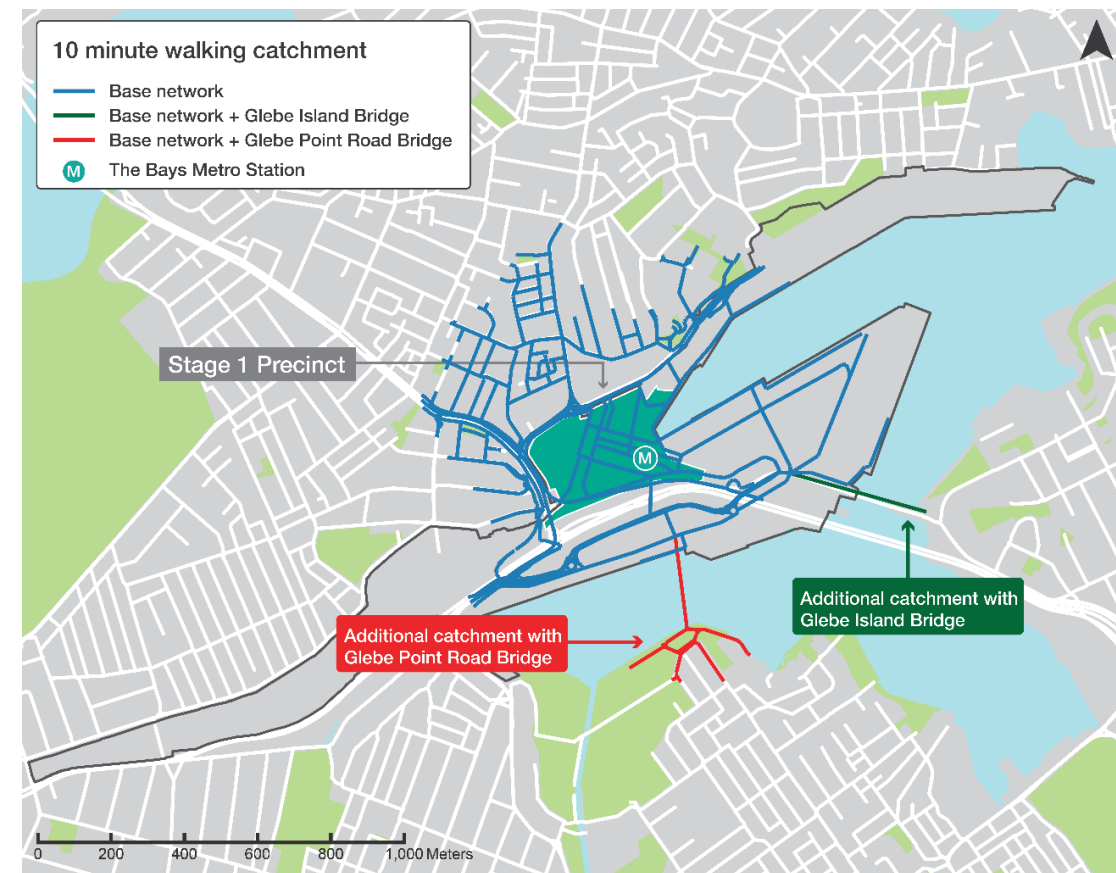 10 minute walking catchment
Base network
Base network + Glebe Island Bridge
Base network + Glebe Point Road Bridge
M The Bays Metro Station
Stage 1 Precinct
M
Additional catchment with
Glebe Island Bridge
Additional catchment with
Glebe Point Road Bridge
0 200 400 600 800 1,000 Meters